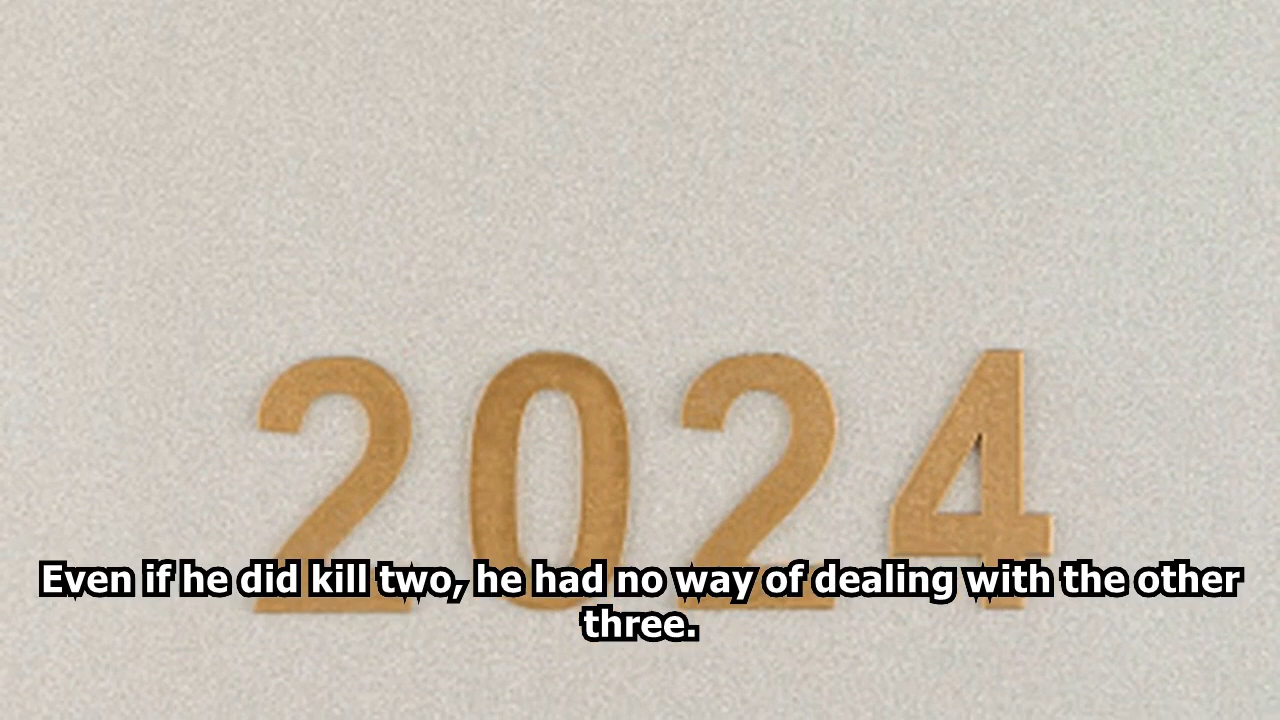 2024
Even if he did kill two, he had no way of dealing with the other
three.